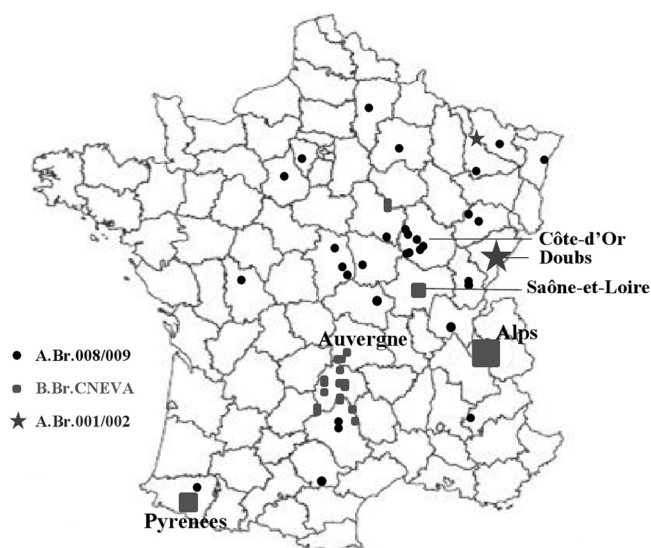 Côte-d’Or
Doubs
Saône-et-Loire
Alps
Auvergne
A.Br.008/009
B.Br.CNEVA
A.Br.001/002
Pyrenees